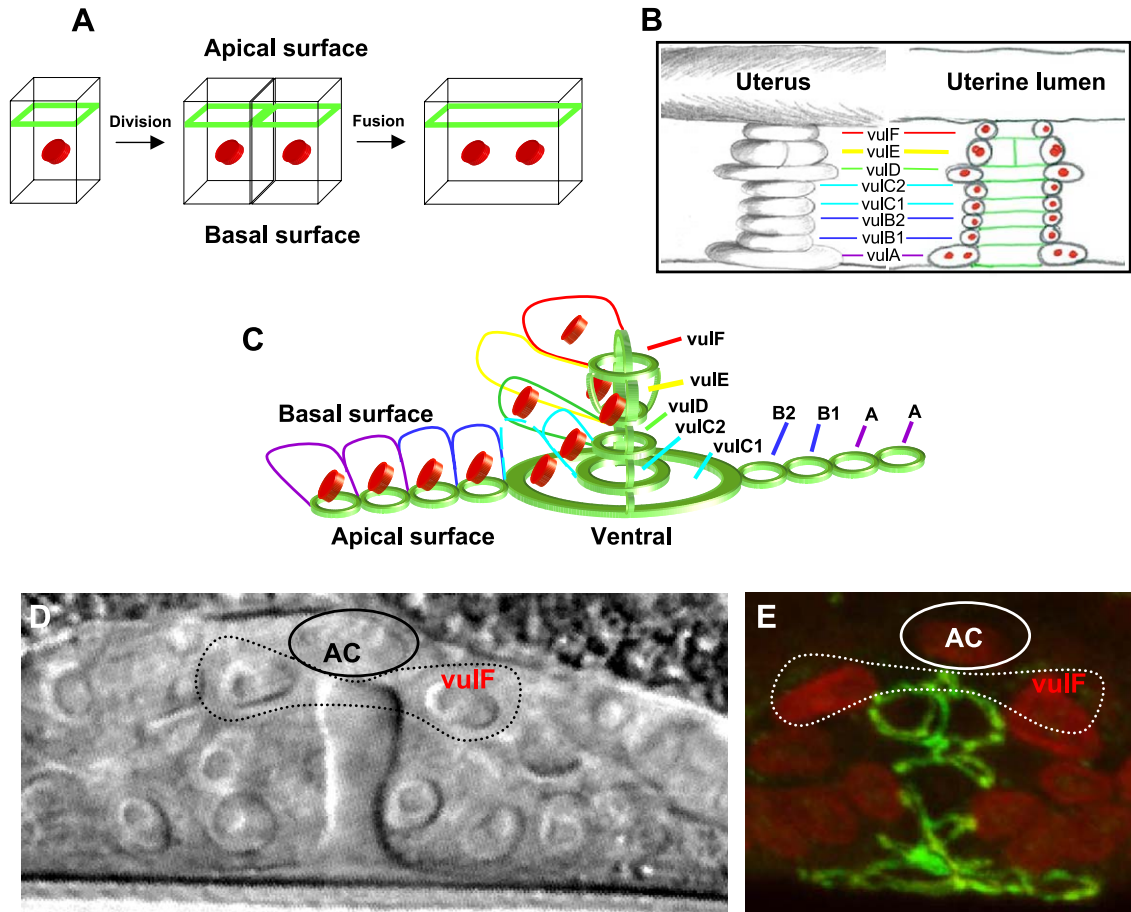 A
Apical surface
Division
Fusion
Basal surface
B
Uterus
Uterine lumen
vulF
vulE
vulD
vulC2
vulC1
vulB2
vulB1
vulA
C
vulF
vulE
vulD
vulC2
vulC1
B2
B1
A
A
Basal surface
Apical surface
Ventral
D
AC
vulF
E
AC
vulF